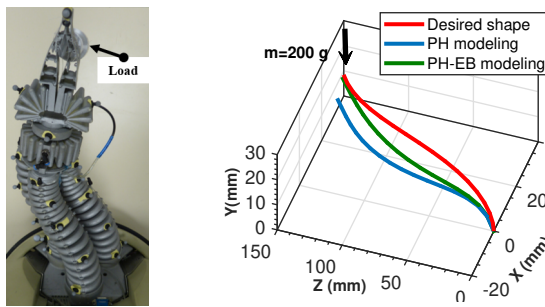 Load
m=200 g
Desired shape
PH modeling
PH-EB modeling
Y(mm)
30
20
10
0
150
100
50
0
Z (mm)
-20
0
20
X (mm)